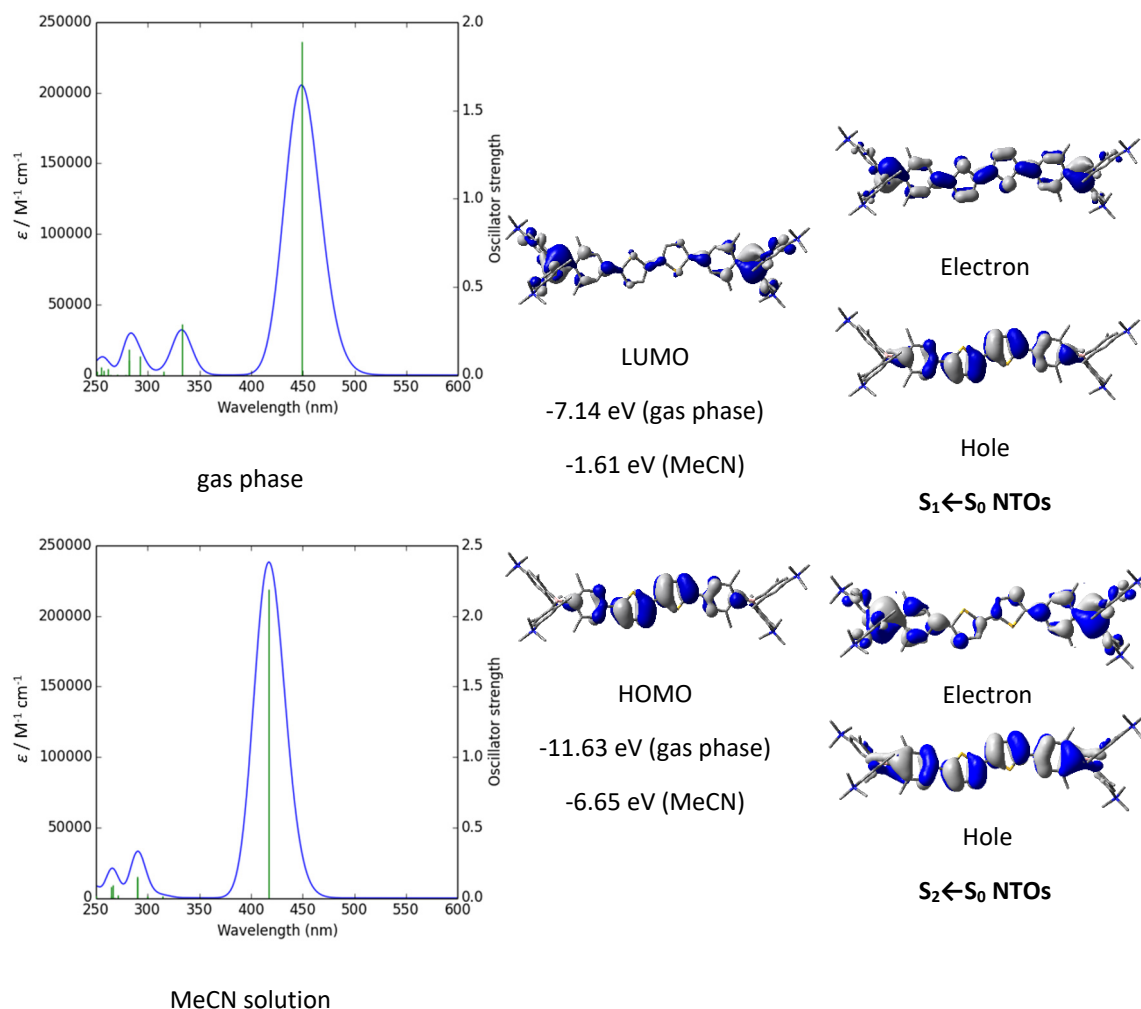 250000
200000
150000
100000
50000
0
ε / M⁻¹ cm⁻¹
2.0
1.5
1.0
0.5
0.0
Oscillator strength
250 300 350 400 450 500 550 600
Wavelength (nm)
gas phase
LUMO
-7.14 eV (gas phase)
-1.61 eV (MeCN)
Electron
Hole
S₁←S₀ NTOs
250000
200000
150000
100000
50000
0
ε / M⁻¹ cm⁻¹
2.5
2.0
1.5
1.0
0.5
0.0
Oscillator strength
250 300 350 400 450 500 550 600
Wavelength (nm)
MeCN solution
HOMO
-11.63 eV (gas phase)
-6.65 eV (MeCN)
Electron
Hole
S₂←S₀ NTOs